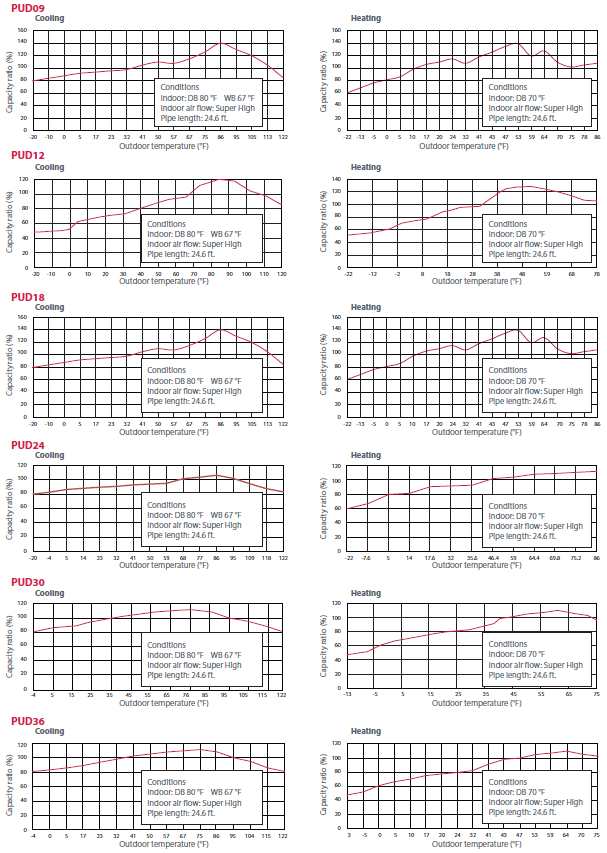 PUD09
Cooling
Capacity ratio (%)
160
140
120
100
80
60
40
20
0
Conditions
Indoor: DB 80 °F WB 67 °F
Indoor air flow: Super High
Pipe length: 24.6 ft.
-20 -10 0 5 17 23 32 41 50 57 67 75 86 95 104 113 122
Outdoor temperature (°F)
Heating
Capacity ratio (%)
160
140
120
100
80
60
40
20
0
Conditions
Indoor: DB 70 °F
Indoor air flow: Super High
Pipe length: 24.6 ft.
-22 -13 -5 0 5 10 17 20 24 32 41 47 53 59 64 70 75 78 86
Outdoor temperature (°F)
PUD12
Cooling
Capacity ratio (%)
120
100
80
60
40
20
0
Conditions
Indoor: DB 80 °F WB 67 °F
Indoor air flow: Super High
Pipe length: 24.6 ft.
-20 -10 0 10 20 30 40 50 60 70 80 90 100 110 120
Outdoor temperature (°F)
Heating
Capacity ratio (%)
140
120
100
80
60
40
20
0
Conditions
Indoor: DB 70 °F
Indoor air flow: Super High
Pipe length: 24.6 ft.
-22 -12 -2 8 18 28 38 48 58 68 78
Outdoor temperature (°F)
PUD18
Cooling
Capacity ratio (%)
160
140
120
100
80
60
40
20
0
Conditions
Indoor: DB 80 °F WB 67 °F
Indoor air flow: Super High
Pipe length: 24.6 ft.
-20 -10 0 5 17 23 32 41 50 57 67 75 86 95 104 113 122
Outdoor temperature (°F)
Heating
Capacity ratio (%)
160
140
120
100
80
60
40
20
0
Conditions
Indoor: DB 70 °F
Indoor air flow: Super High
Pipe length: 24.6 ft.
-22 -13 -5 0 5 10 17 20 24 32 41 47 53 59 64 70 75 78 86
Outdoor temperature (°F)
PUD24
Cooling
Capacity ratio (%)
120
100
80
60
40
20
0
Conditions
Indoor: DB 80 °F WB 67 °F
Indoor air flow: Super High
Pipe length: 24.6 ft.
-20 -4 5 14 23 32 41 50 59 68 77 86 95 109 118 122
Outdoor temperature (°F)
Heating
Capacity ratio (%)
120
100
80
60
40
20
0
Conditions
Indoor: DB 70 °F
Indoor air flow: Super High
Pipe length: 24.6 ft.
-22 -7.6 5 14 17.6 32 35.6 46.4 59 64.4 69.8 75.2 86
Outdoor temperature (°F)
PUD30
Cooling
Capacity ratio (%)
120
100
80
60
40
20
0
Conditions
Indoor: DB 80 °F WB 67 °F
Indoor air flow: Super High
Pipe length: 24.6 ft.
-4 5 15 25 35 45 55 65 75 85 95 105 115 122
Outdoor temperature (°F)
Heating
Capacity ratio (%)
120
100
80
60
40
20
0
Conditions
Indoor: DB 70 °F
Indoor air flow: Super High
Pipe length: 24.6 ft.
-13 -5 5 15 25 35 45 55 65 75
Outdoor temperature (°F)
PUD36
Cooling
Capacity ratio (%)
120
100
80
60
40
20
0
Conditions
Indoor: DB 80 °F WB 67 °F
Indoor air flow: Super High
Pipe length: 24.6 ft.
-4 0 5 17 23 32 41 50 57 64 77 86 95 104 113 122
Outdoor temperature (°F)
Heating
Capacity ratio (%)
120
100
80
60
40
20
0
Conditions
Indoor: DB 70 °F
Indoor air flow: Super High
Pipe length: 24.6 ft.
3 -5 0 5 10 17 20 24 32 41 43 47 53 59 64 70 75
Outdoor temperature (°F)